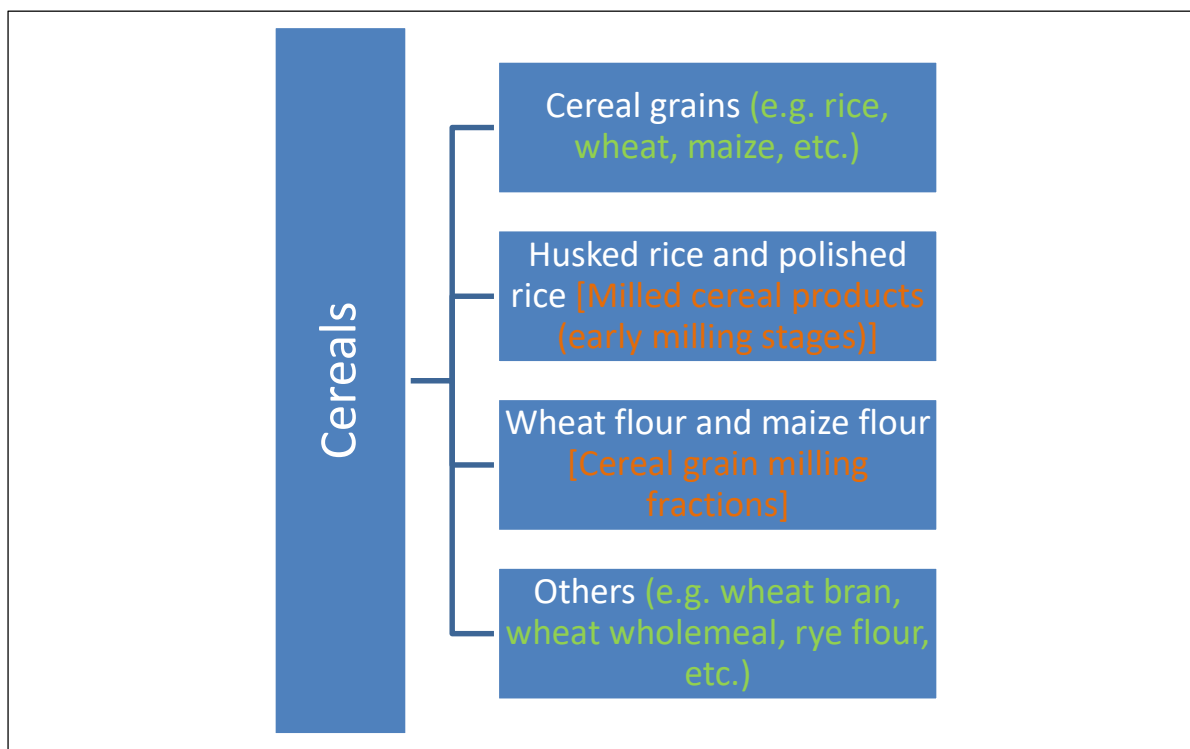 Cereals
Cereal grains (e.g. rice,
wheat, maize, etc.)
Husked rice and polished
rice [Milled cereal products
(early milling stages)]
Wheat flour and maize flour
[Cereal grain milling
fractions]
Others (e.g. wheat bran,
wheat wholemeal, rye flour,
etc.)